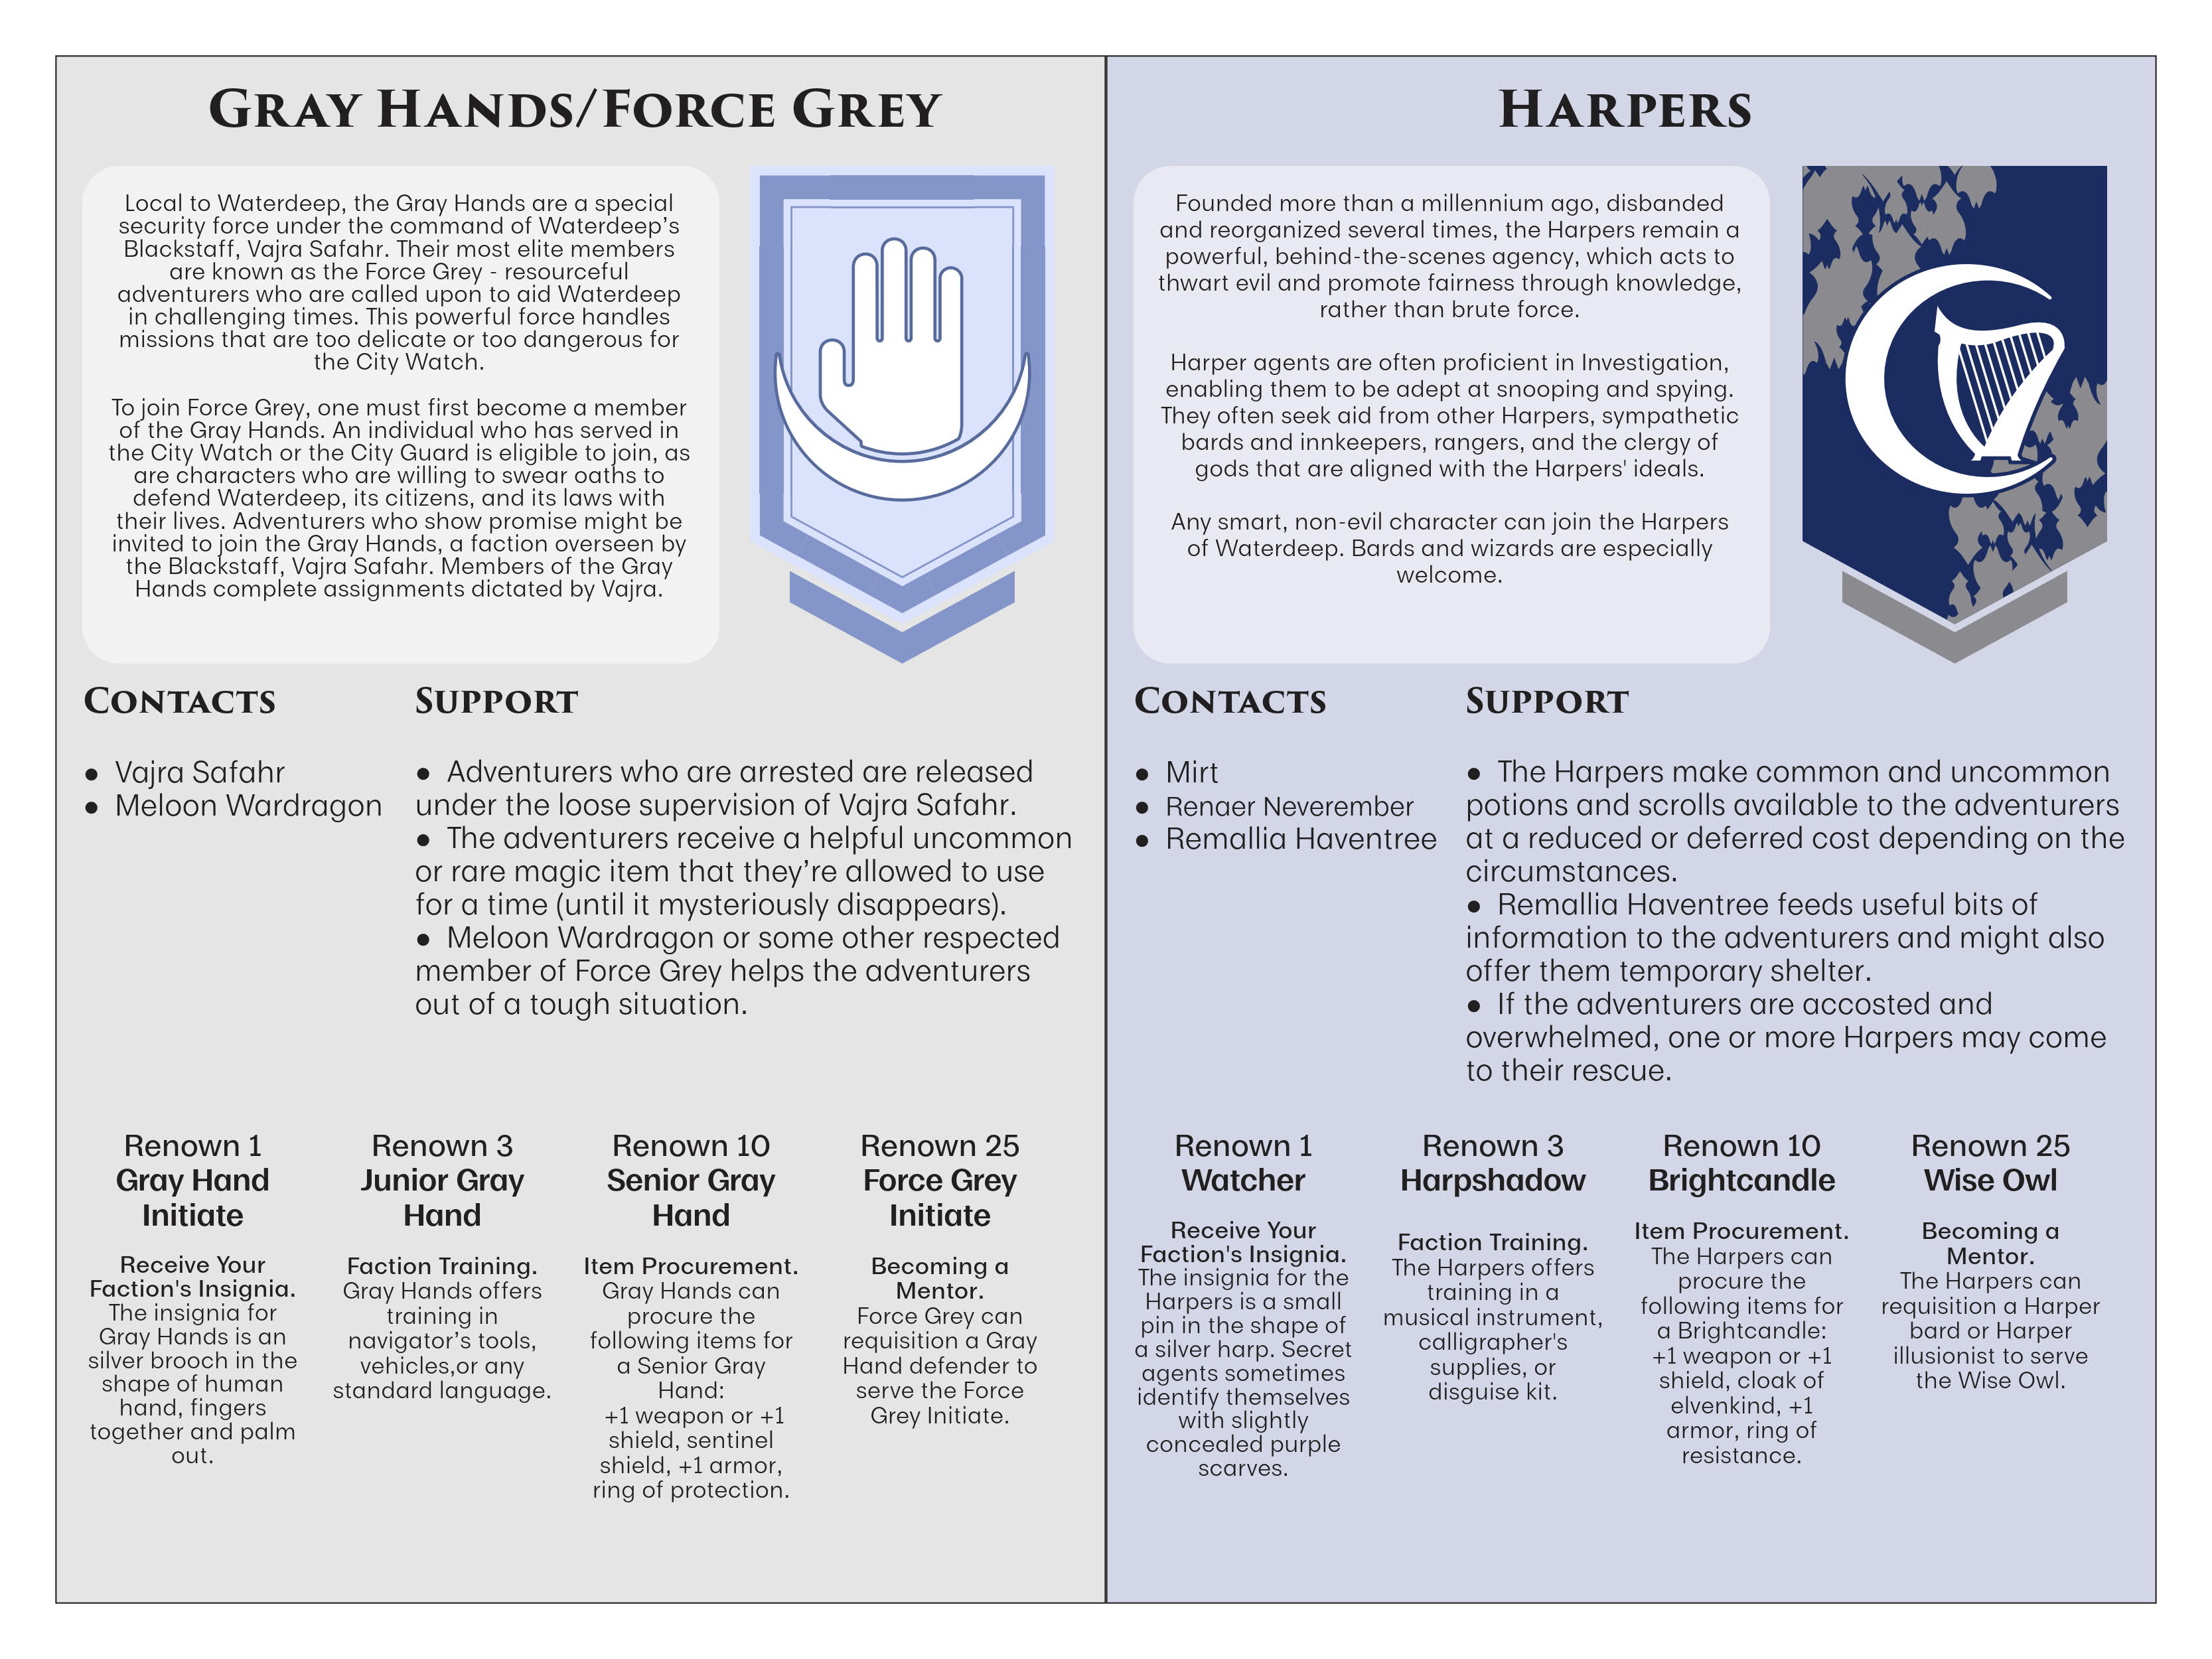 Gray Hands/Force Grey
Local to Waterdeep, the Gray Hands are a special
security force under the command of Waterdeep’s
Blackstaff, Vajra Safahr. Their most elite members
are known as the Force Grey - resourceful
adventurers who are called upon to aid Waterdeep
in challenging times. This powerful force handles
missions that are too delicate or too dangerous for
the City Watch.
To join Force Grey, one must first become a member
of the Gray Hands. An individual who has served in
the City Watch or the City Guard is eligible to join, as
are characters who are willing to swear oaths to
defend Waterdeep, its citizens, and its laws with
their lives. Adventurers who show promise might be
invited to join the Gray Hands, a faction overseen by
the Blackstaff, Vajra Safahr. Members of the Gray
Hands complete assignments dictated by Vajra.
Contacts
● Vajra Safahr
● Meloon Wardragon
Support
● Adventurers who are arrested are released
under the loose supervision of Vajra Safahr.
● The adventurers receive a helpful uncommon
or rare magic item that they’re allowed to use
for a time (until it mysteriously disappears).
● Meloon Wardragon or some other respected
member of Force Grey helps the adventurers
out of a tough situation.
Renown 1
Gray Hand
Initiate
Receive Your
Faction's Insignia.
The insignia for
Gray Hands is an
silver brooch in the
shape of human
hand, fingers
together and palm
out.
Renown 3
Junior Gray
Hand
Faction Training.
Gray Hands offers
training in
navigator’s tools,
vehicles,or any
standard language.
Renown 10
Senior Gray
Hand
Item Procurement.
Gray Hands can
procure the
following items for
a Senior Gray
Hand:
+1 weapon or +1
shield, sentinel
shield, +1 armor,
ring of protection.
Renown 25
Force Grey
Initiate
Becoming a
Mentor.
Force Grey can
requisition a Gray
Hand defender to
serve the Force
Grey Initiate.
Harpers
Founded more than a millennium ago, disbanded
and reorganized several times, the Harpers remain a
powerful, behind-the-scenes agency, which acts to
thwart evil and promote fairness through knowledge,
rather than brute force.
Harper agents are often proficient in Investigation,
enabling them to be adept at snooping and spying.
They often seek aid from other Harpers, sympathetic
bards and innkeepers, rangers, and the clergy of
gods that are aligned with the Harpers' ideals.
Any smart, non-evil character can join the Harpers
of Waterdeep. Bards and wizards are especially
welcome.
Contacts
● Mirt
● Renaer Neverember
● Remallia Haventree
Support
● The Harpers make common and uncommon
potions and scrolls available to the adventurers
at a reduced or deferred cost depending on the
circumstances.
● Remallia Haventree feeds useful bits of
information to the adventurers and might also
offer them temporary shelter.
● If the adventurers are accosted and
overwhelmed, one or more Harpers may come
to their rescue.
Renown 1
Watcher
Receive Your
Faction's Insignia.
The insignia for the
Harpers is a small
pin in the shape of
a silver harp. Secret
agents sometimes
identify themselves
with slightly
concealed purple
scarves.
Renown 3
Harpshadow
Faction Training.
The Harpers offers
training in a
musical instrument,
calligrapher's
supplies, or
disguise kit.
Renown 10
Brightcandle
Item Procurement.
The Harpers can
procure the
following items for
a Brightcandle:
+1 weapon or +1
shield, cloak of
elvenkind, +1
armor, ring of
resistance.
Renown 25
Wise Owl
Becoming a
Mentor.
The Harpers can
requisition a Harper
bard or Harper
illusionist to serve
the Wise Owl.